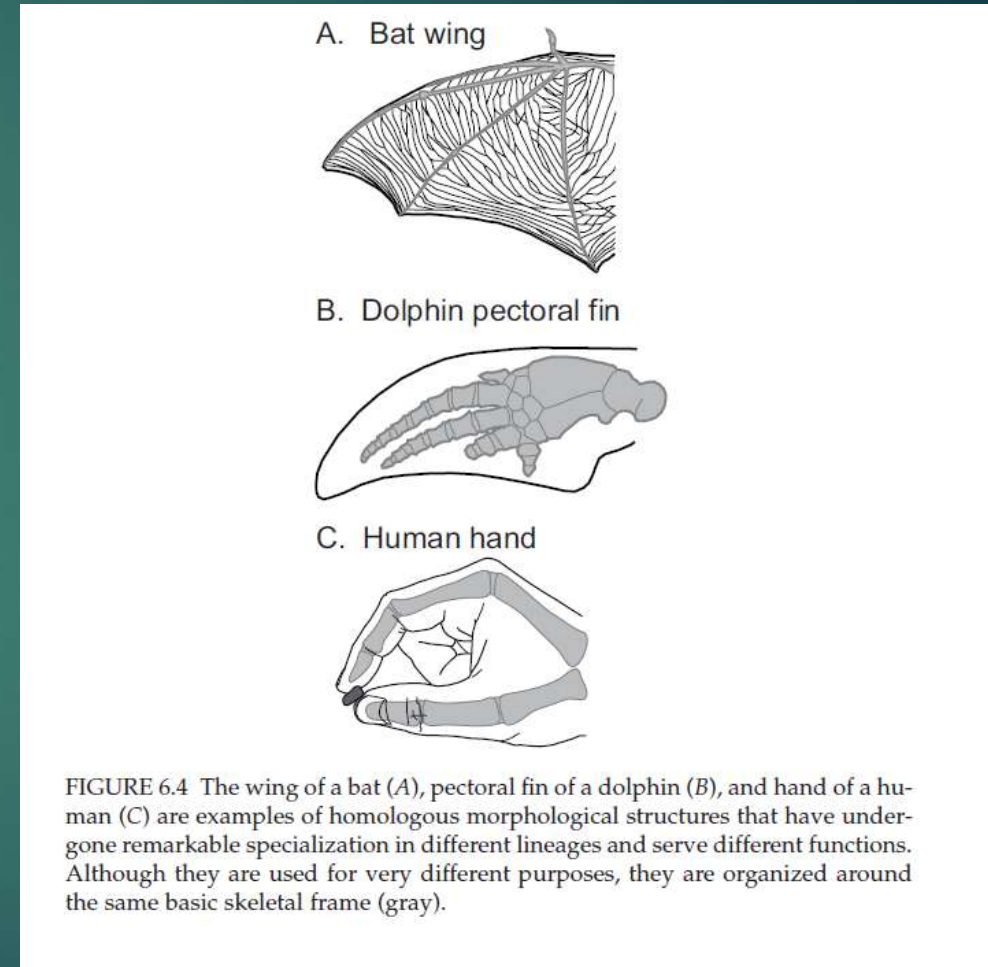 A. Bat wing
B. Dolphin pectoral fin
C. Human hand
FIGURE 6.4 The wing of a bat (A), pectoral fin of a dolphin (B), and hand of a hu-
man (C) are examples of homologous morphological structures that have under-
gone remarkable specialization in different lineages and serve different functions.
Although they are used for very different purposes, they are organized around
the same basic skeletal frame (gray).